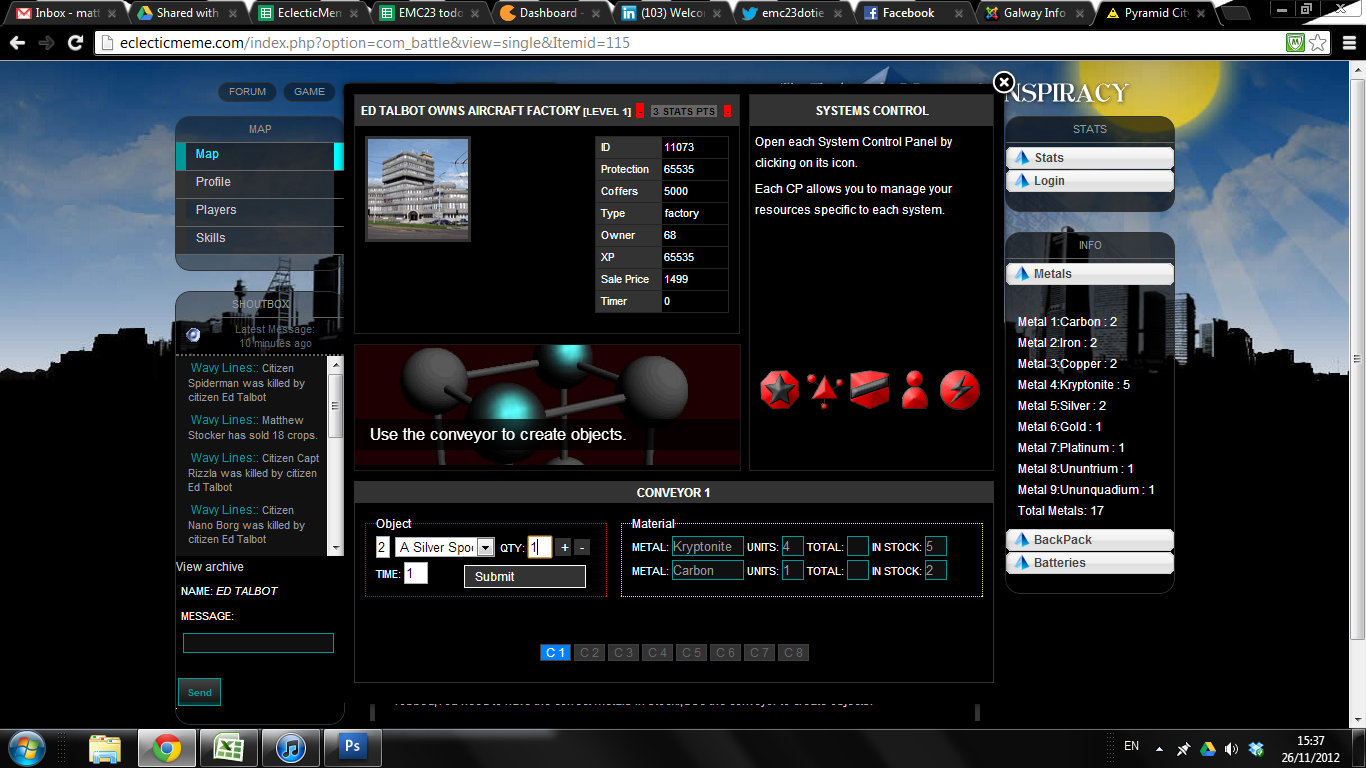 Inbox - mat
Shared with
EclecticMen
EMC23 todo
Dashboard -
(103) Welco
emc23dotie
Facebook
Galway Info
Pyramid City
eclecticmeme.com/index.php?option=com_battle&view=single&Itemid=115
FORUM GAME
NSPIRACY
MAP
Map
Profile
Players
Skills
SHOUTBOX
Latest Message:
10 minutes ago
Wavy Lines:: Citizen
Spiderman was killed by
citizen Ed Talbot
Wavy Lines:: Matthew
Stocker has sold 18 crops.
Wavy Lines:: Citizen Capt
Rizzla was killed by citizen
Ed Talbot
Wavy Lines:: Citizen
Nano Borg was killed by
citizen Ed Talbot
View archive
NAME: ED TALBOT
MESSAGE:
Send
ED TALBOT OWNS AIRCRAFT FACTORY [LEVEL 1] - 3 STATS PTS -
ID 11073
Protection 65535
Coffers 5000
Type factory
Owner 68
XP 65535
Sale Price 1499
Timer 0
Use the conveyor to create objects.
SYSTEMS CONTROL
Open each System Control Panel by
clicking on its icon.
Each CP allows you to manage your
resources specific to each system.
CONVEYOR 1
Object
2 A Silver Spoo QTY: 1 + -
TIME: 1 Submit
Material
METAL: Kryptonite UNITS: 4 TOTAL: IN STOCK: 5
METAL: Carbon UNITS: 1 TOTAL: IN STOCK: 2
C 1 C 2 C 3 C 4 C 5 C 6 C 7 C 8
STATS
Stats
Login
INFO
Metals
Metal 1:Carbon : 2
Metal 2:Iron : 2
Metal 3:Copper : 2
Metal 4:Kryptonite : 5
Metal 5:Silver : 2
Metal 6:Gold : 1
Metal 7:Platinum : 1
Metal 8:Ununtrium : 1
Metal 9:Ununquadium : 1
Total Metals: 17
BackPack
Batteries
EN
15:37
26/11/2012